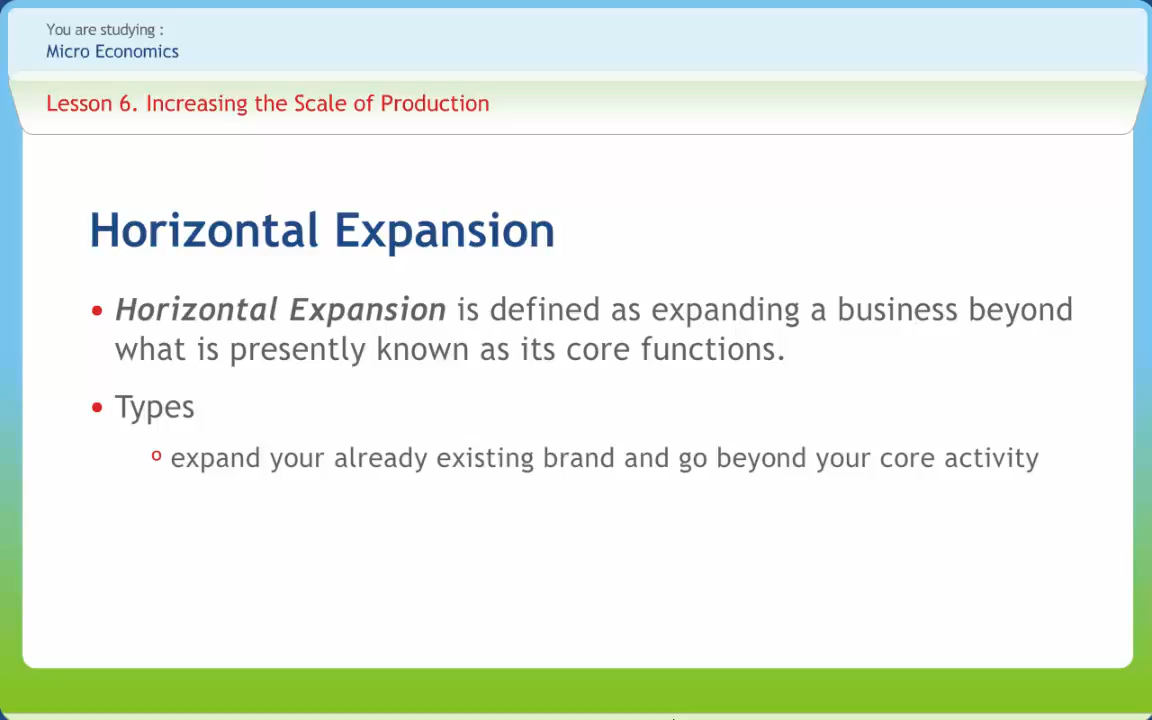 You are studying :
Micro Economics
Lesson 6. Increasing the Scale of Production
Horizontal Expansion
• Horizontal Expansion is defined as expanding a business beyond
what is presently known as its core functions.
• Types
o expand your already existing brand and go beyond your core activity